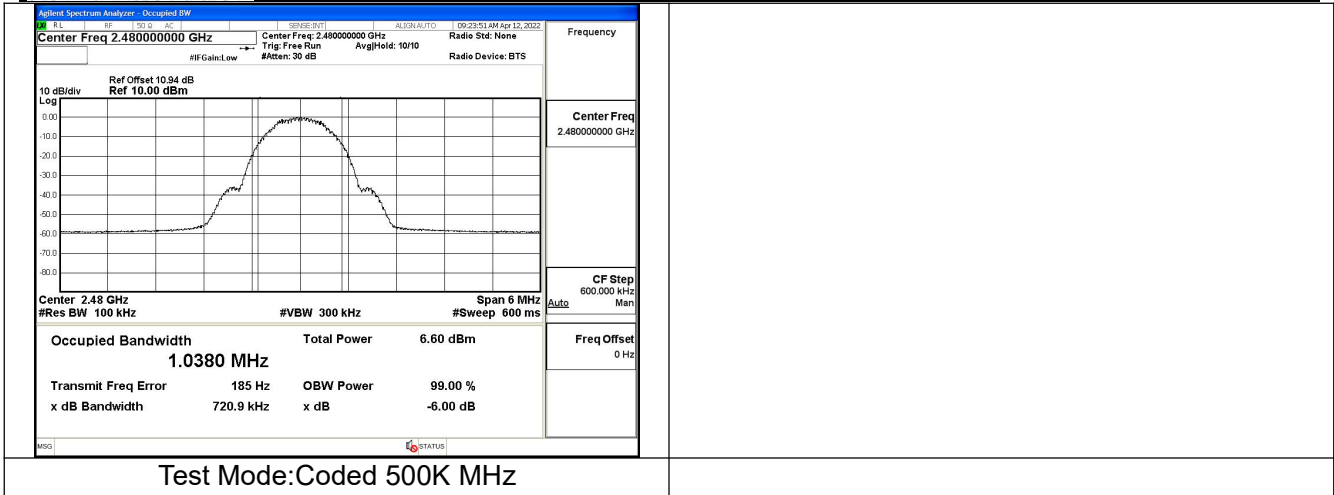 Agilent Spectrum Analyzer - Occupied BW
RL RF 50 Ω AC SENSE:INT ALIGN AUTO 09:23:51 AM Apr 12, 2022
Center Freq 2.480000000 GHz
Center Freq: 2.480000000 GHz
Radio Std: None
Trig: Free Run Avg|Hold: 10/10
#IFGain:Low #Atten: 30 dB Radio Device: BTS
Frequency
Ref Offset 10.94 dB
10 dB/div Ref 10.00 dBm
Log
0.00
-10.0
-20.0
-30.0
-40.0
-50.0
-60.0
-70.0
-80.0
Center Freq
2.480000000 GHz
CF Step
600.000 kHz
Auto Man
Freq Offset
0 Hz
Center 2.48 GHz Span 6 MHz
#Res BW 100 kHz #VBW 300 kHz #Sweep 600 ms
Occupied Bandwidth Total Power 6.60 dBm
1.0380 MHz
Transmit Freq Error 185 Hz OBW Power 99.00 %
x dB Bandwidth 720.9 kHz x dB -6.00 dB
MSG STATUS
Test Mode:Coded 500K MHz